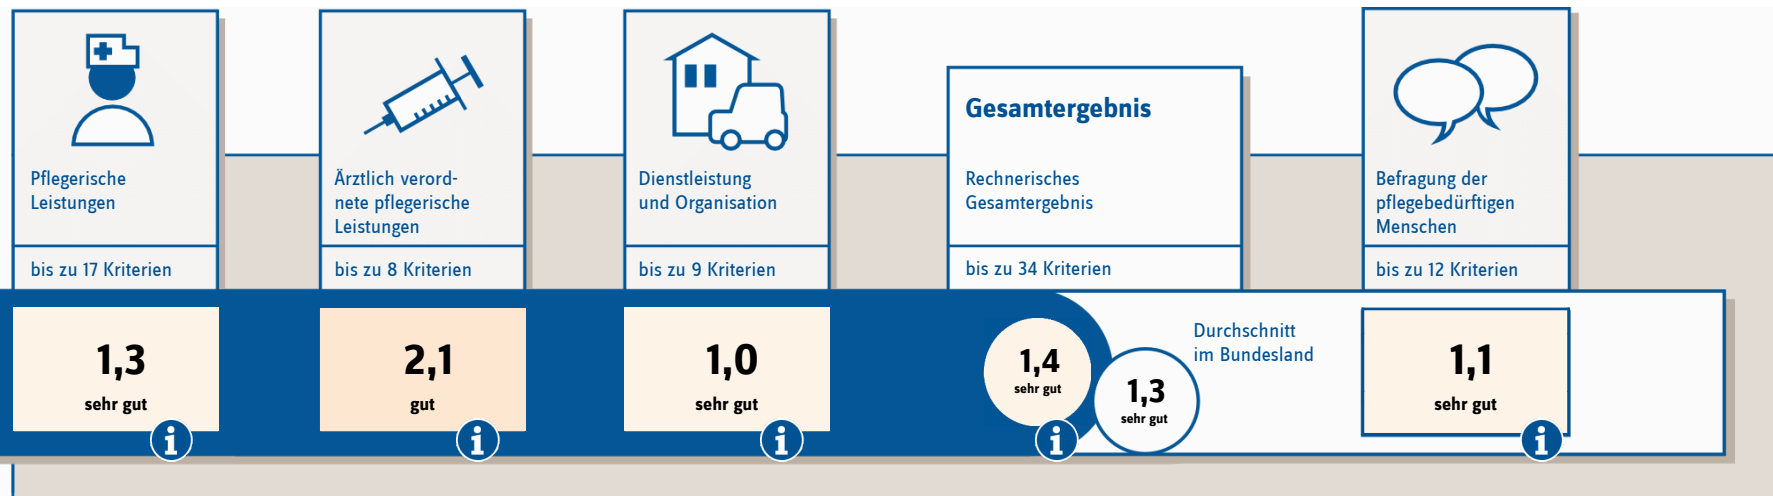 Pflegerische
Leistungen
bis zu 17 Kriterien
1,3
sehr gut
i
Ärztlich verord-
nete pflegerische
Leistungen
bis zu 8 Kriterien
2,1
gut
i
Dienstleistung
und Organisation
bis zu 9 Kriterien
1,0
sehr gut
i
Gesamtergebnis
Rechnerisches
Gesamtergebnis
bis zu 34 Kriterien
1,4
sehr gut
i
Durchschnitt
im Bundesland
1,3
sehr gut
Befragung der
pflegebedürftigen
Menschen
bis zu 12 Kriterien
1,1
sehr gut
i